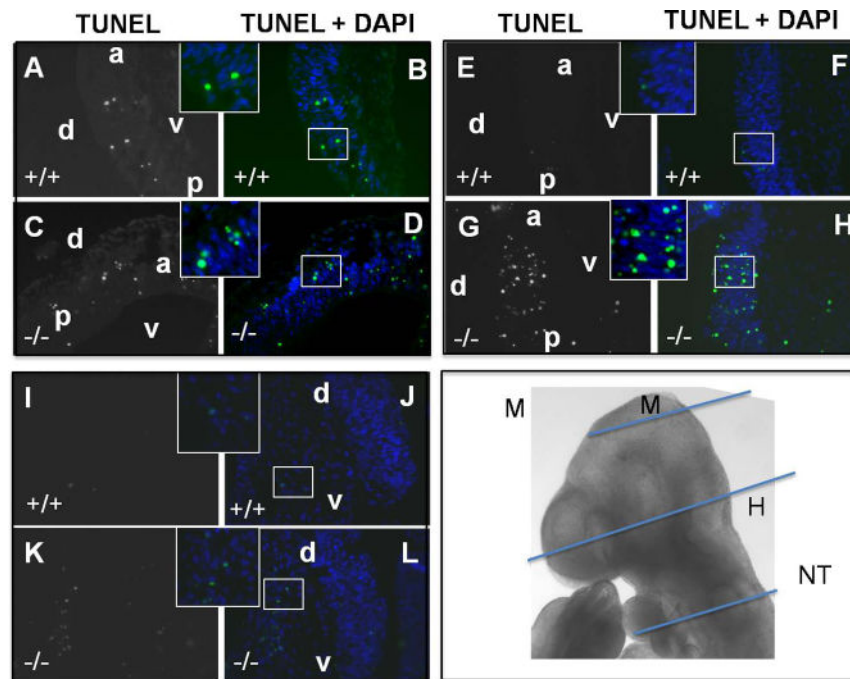 TUNEL TUNEL + DAPI
A a d v p +/+
B
C d a p v -/-
D -/-
TUNEL TUNEL + DAPI
E a d v p +/+
F +/+
G a d v p -/-
H -/-
I +/+
J d v +/+
K -/-
L d v -/-
M M
H
NT